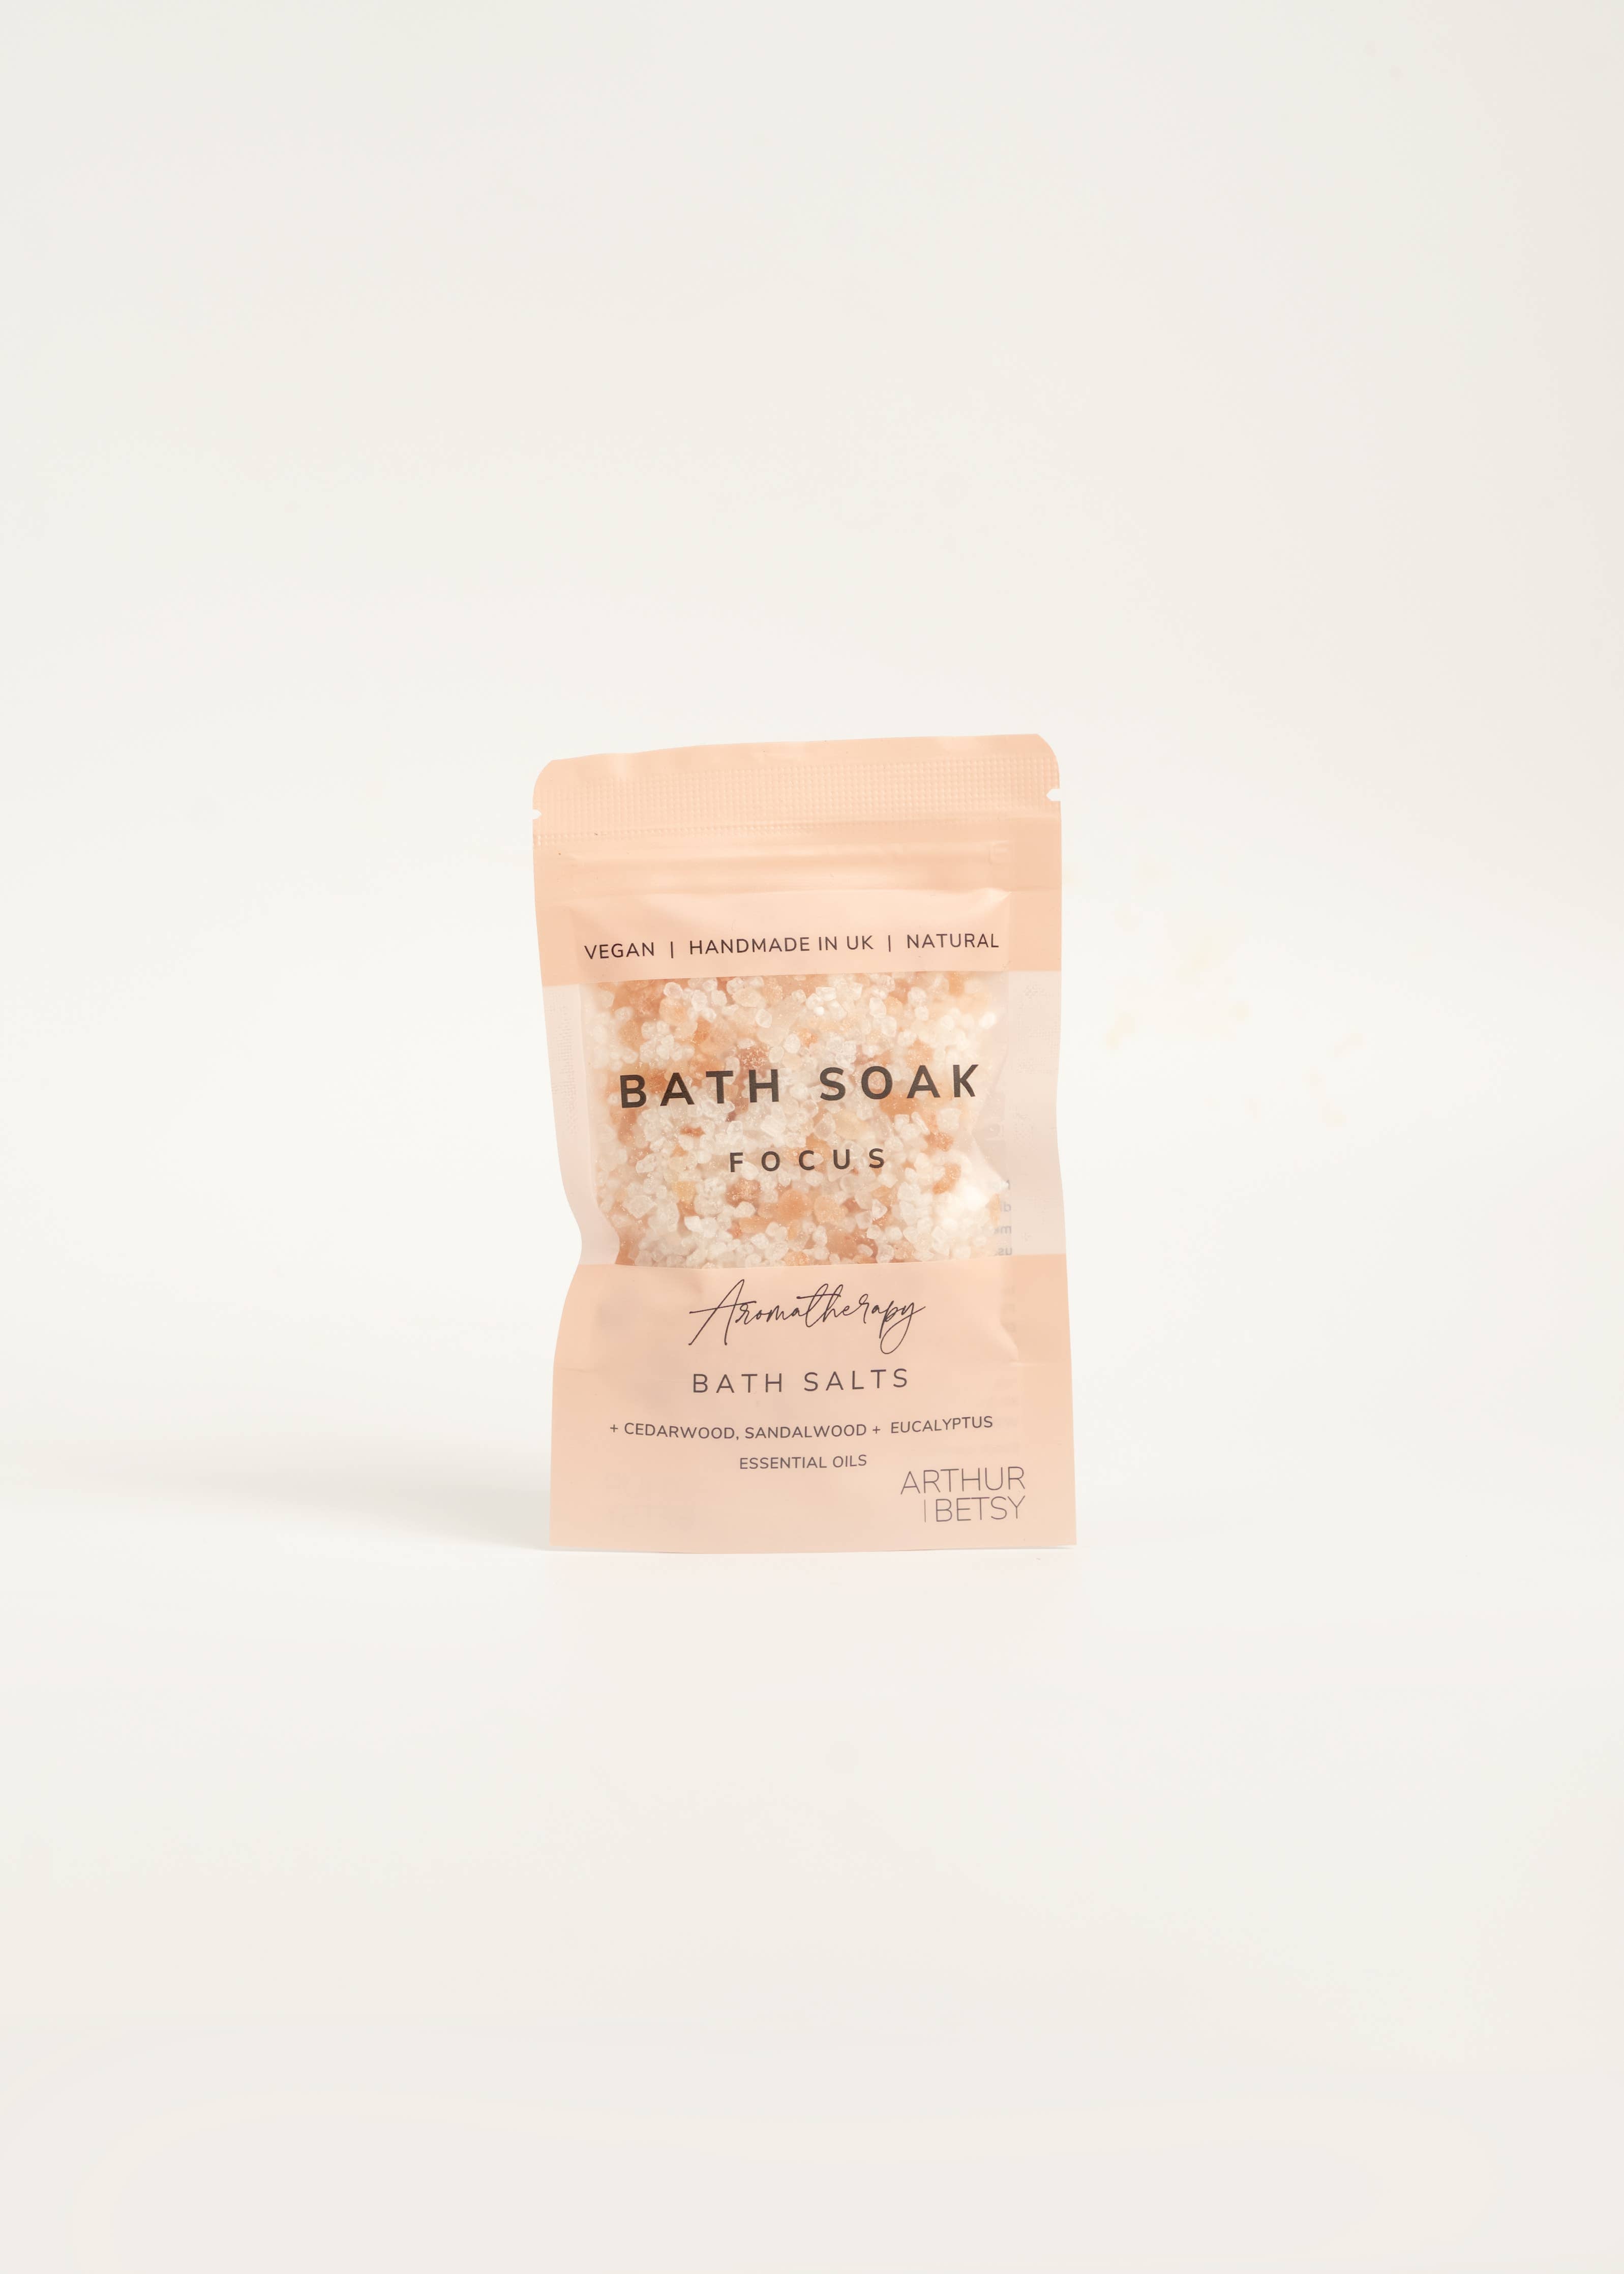 VEGAN | HANDMADE IN UK | NATURAL
BATH SOAK
FOCUS
Aromatherapy
BATH SALTS
+ CEDARWOOD, SANDALWOOD + EUCALYPTUS
ESSENTIAL OILS
ARTHUR
| BETSY